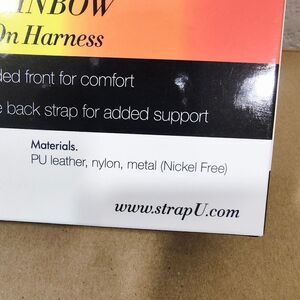 INBOW
On Harness
ded front for comfort
e back strap for added support
Materials.
PU leather, nylon, metal (Nickel Free)
www.strapU.com